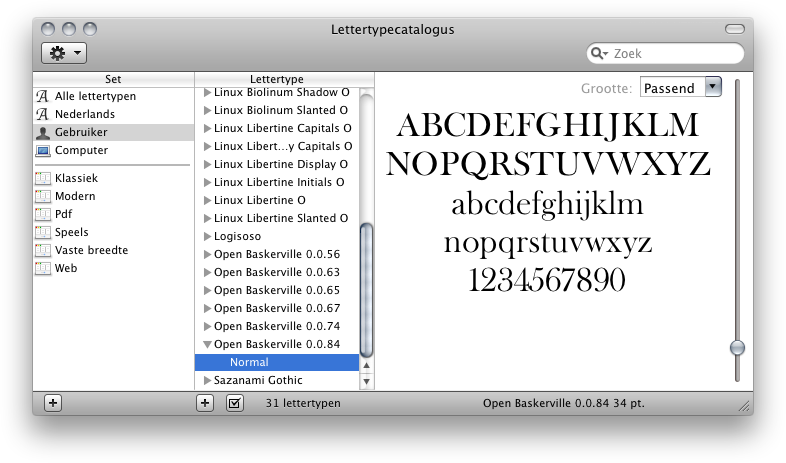 Lettertypecatalogus
Zoek
Set
Alle lettertypen
Nederlands
Gebruiker
Computer
Klassiek
Modern
Pdf
Speels
Vaste breedte
Web
Lettertype
Linux Biolinum Shadow O
Linux Biolinum Slanted O
Linux Libertine Capitals O
Linux Libert...y Capitals O
Linux Libertine Display O
Linux Libertine Initials O
Linux Libertine O
Linux Libertine Slanted O
Logisoso
Open Baskerville 0.0.56
Open Baskerville 0.0.63
Open Baskerville 0.0.65
Open Baskerville 0.0.67
Open Baskerville 0.0.74
Open Baskerville 0.0.84
Normal
Sazanami Gothic
Grootte: Passend
ABCDEFGHIJKLM
NOPQRSTUVWXYZ
abcdefghijklm
nopqrstuvwxyz
1234567890
31 lettertypen
Open Baskerville 0.0.84 34 pt.